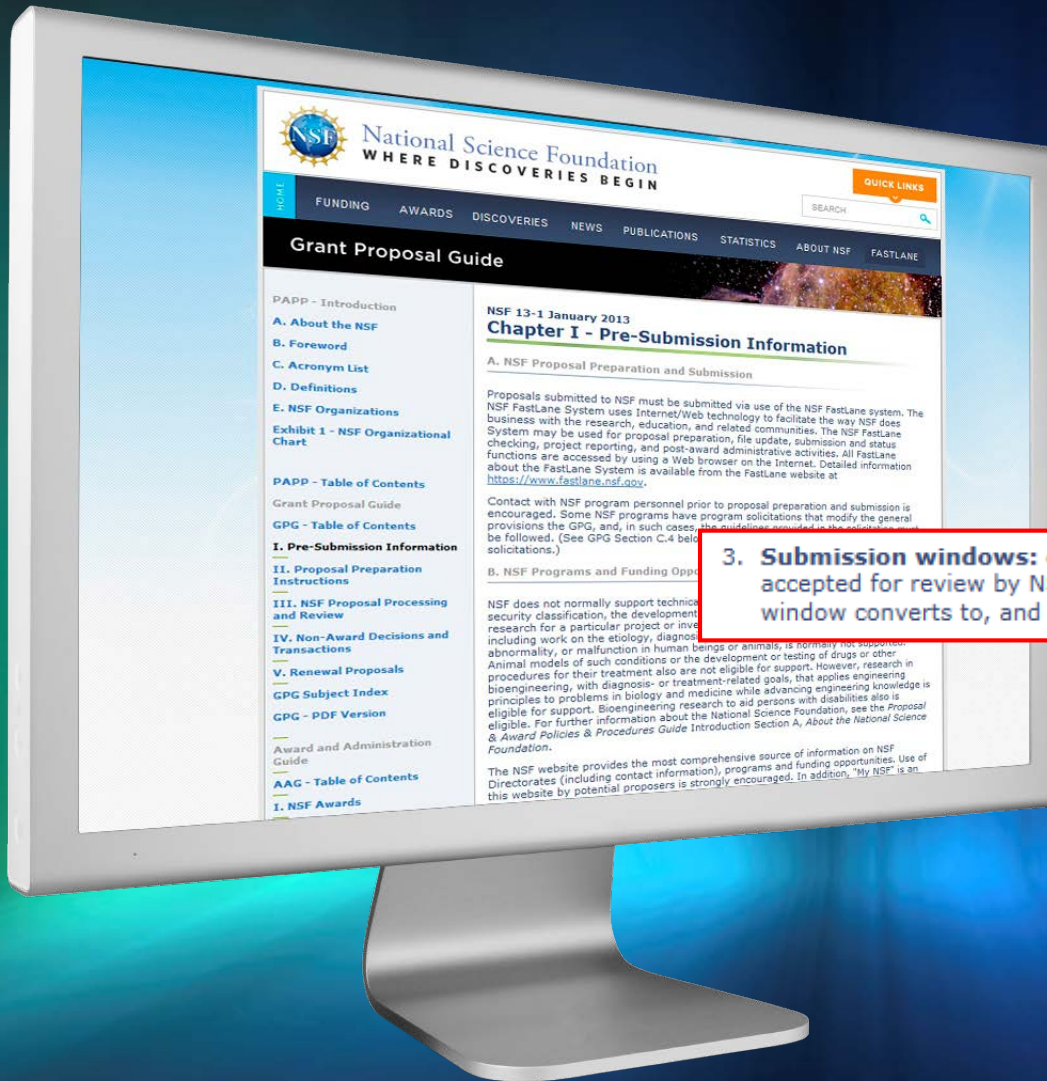 NSF
National Science Foundation
WHERE DISCOVERIES BEGIN
QUICK LINKS
SEARCH
HOME
FUNDING
AWARDS
DISCOVERIES
NEWS
PUBLICATIONS
STATISTICS
ABOUT NSF
FASTLANE
Grant Proposal Guide
PAPP - Introduction
A. About the NSF
B. Foreword
C. Acronym List
D. Definitions
E. NSF Organizations
Exhibit 1 - NSF Organizational
Chart
PAPP - Table of Contents
Grant Proposal Guide
GPG - Table of Contents
I. Pre-Submission Information
II. Proposal Preparation
Instructions
III. NSF Proposal Processing
and Review
IV. Non-Award Decisions and
Transactions
V. Renewal Proposals
GPG Subject Index
GPG - PDF Version
Award and Administration
Guide
AAG - Table of Contents
I. NSF Awards
NSF 13-1 January 2013
Chapter I - Pre-Submission Information
A. NSF Proposal Preparation and Submission
Proposals submitted to NSF must be submitted via use of the NSF FastLane system. The
NSF FastLane System uses Internet/Web technology to facilitate the way NSF does
business with the research, education, and related communities. The NSF FastLane
System may be used for proposal preparation, file update, submission and status
checking, project reporting, and post-award administrative activities. All FastLane
functions are accessed by using a Web browser on the Internet. Detailed information
about the FastLane System is available from the FastLane website at
https://www.fastlane.nsf.gov.
Contact with NSF program personnel prior to proposal preparation and submission is
encouraged. Some NSF programs have program solicitations that modify the general
provisions the GPG, and, in such cases, the guidelines provided in the solicitation must
be followed. (See GPG Section C.4 belo
solicitations.)
B. NSF Programs and Funding Oppo
NSF does not normally support technica
security classification, the development
research for a particular project or inve
including work on the etiology, diagnosi
abnormality, or malfunction in human beings or animals, is normally not supported.
Animal models of such conditions or the development or testing of drugs or other
procedures for their treatment also are not eligible for support. However, research in
bioengineering, with diagnosis- or treatment-related goals, that applies engineering
principles to problems in biology and medicine while advancing engineering knowledge is
eligible for support. Bioengineering research to aid persons with disabilities also is
eligible. For further information about the National Science Foundation, see the Proposal
& Award Policies & Procedures Guide Introduction Section A, About the National Science
Foundation.
The NSF website provides the most comprehensive source of information on NSF
Directorates (including contact information), programs and funding opportunities. Use of
this website by potential proposers is strongly encouraged. In addition, "My NSF" is an
3. Submission windows:
accepted for review by N
window converts to, and